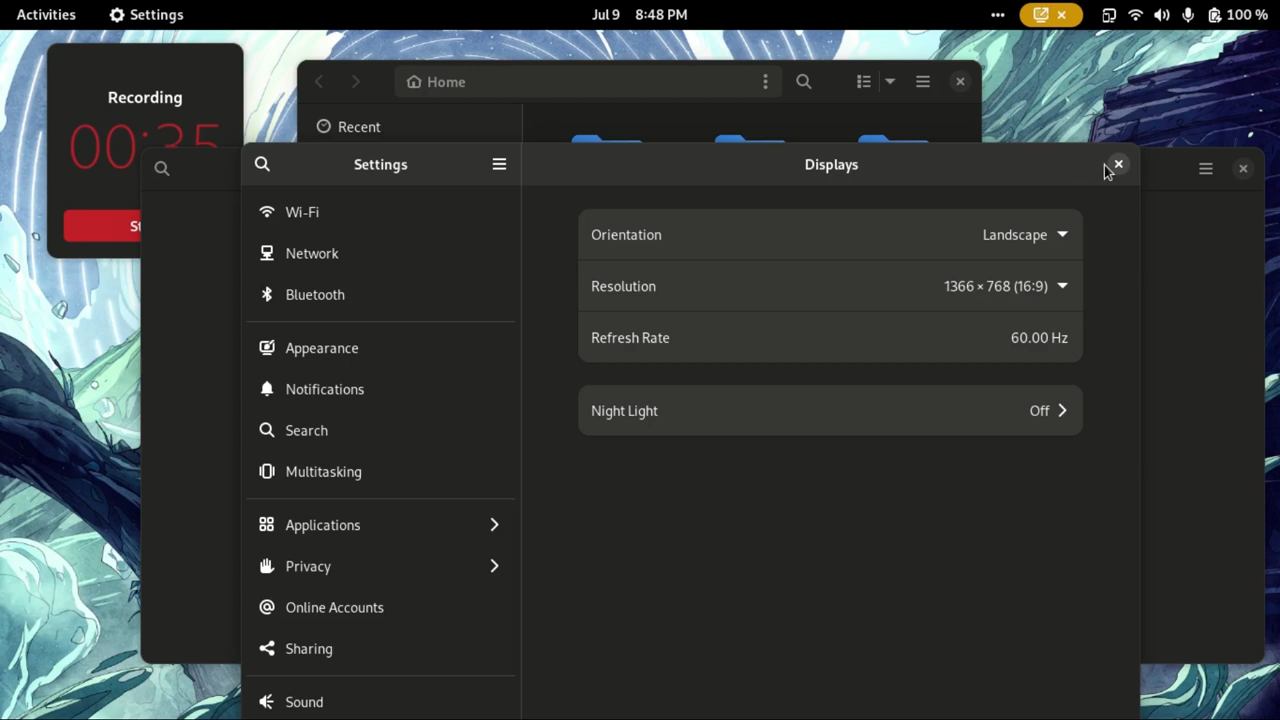 Activities
Settings
Jul 9 8:48 PM
100 %
Recording
00:35
Home
Recent
Settings
Displays
Wi-Fi
Network
Bluetooth
Appearance
Notifications
Search
Multitasking
Applications
Privacy
Online Accounts
Sharing
Sound
Orientation
Landscape
Resolution
1366 × 768 (16:9)
Refresh Rate
60.00 Hz
Night Light
Off